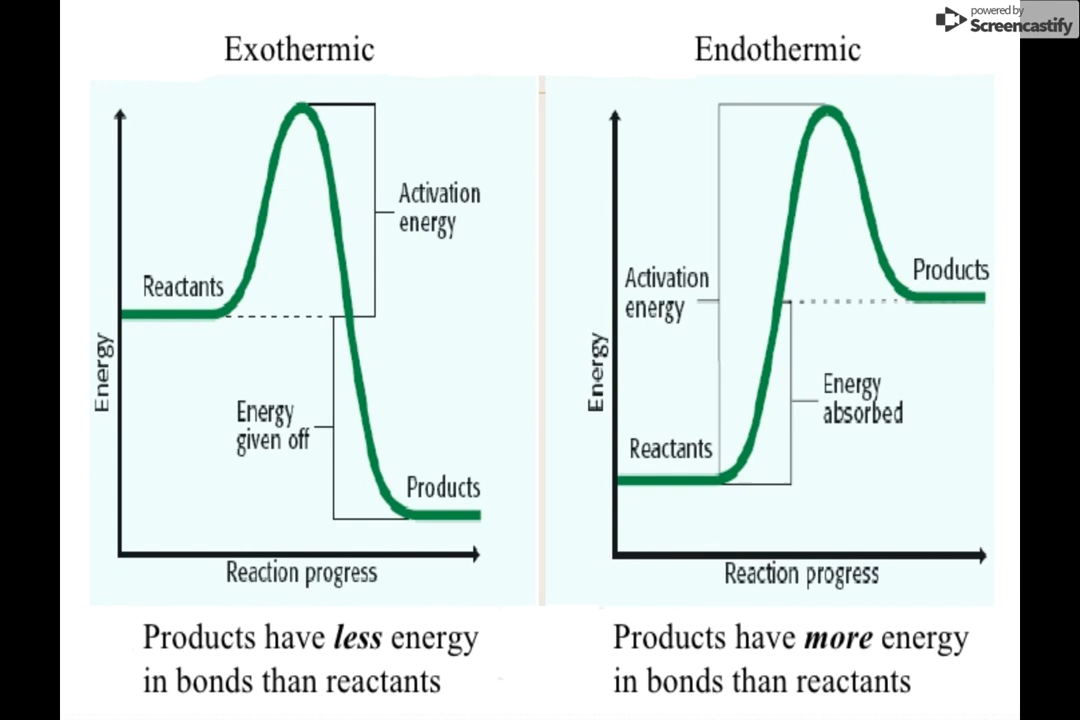 powered by
Screencastify
Exothermic
Activation
energy
Reactants
Energy
Energy
given off
Products
Reaction progress
Products have less energy
in bonds than reactants
Endothermic
Products
Activation
energy
Energy
Energy
absorbed
Reactants
Reaction progress
Products have more energy
in bonds than reactants